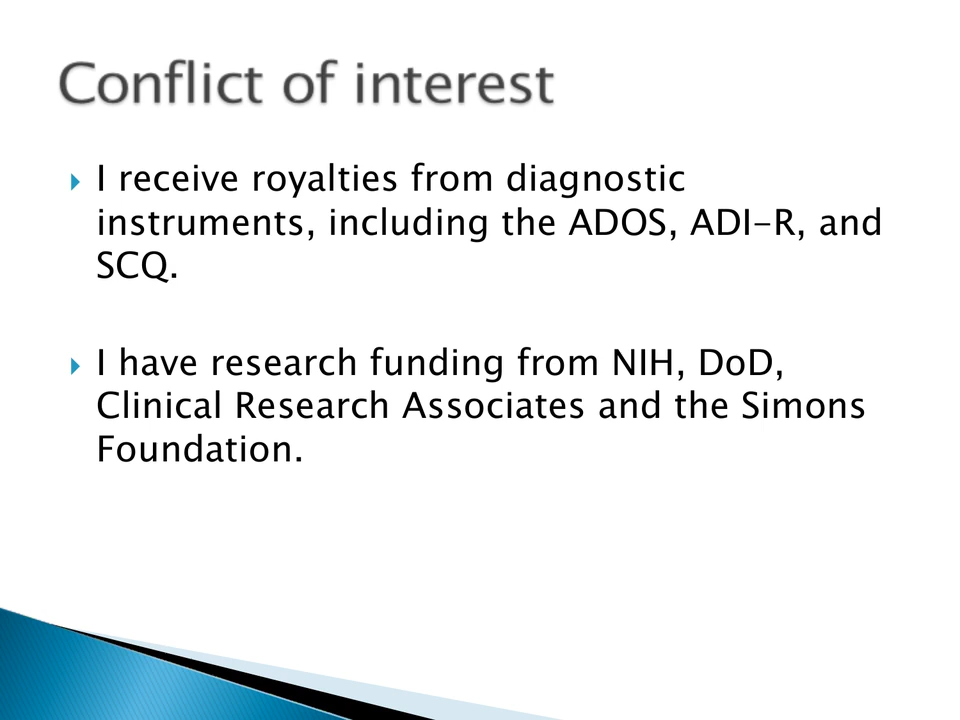 Conflict of interest
I receive royalties from diagnostic
instruments, including the ADOS, ADI-R, and
SCQ.
I have research funding from NIH, DoD,
Clinical Research Associates and the Simons
Foundation.